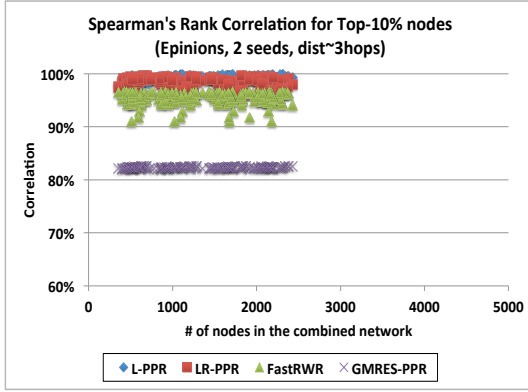 Spearman's Rank Correlation for Top-10% nodes
(Epinions, 2 seeds, dist~3hops)
100%
90%
80%
70%
60%
Correlation
0 1000 2000 3000 4000 5000
# of nodes in the combined network
L-PPR LR-PPR FastRWR GMRES-PPR